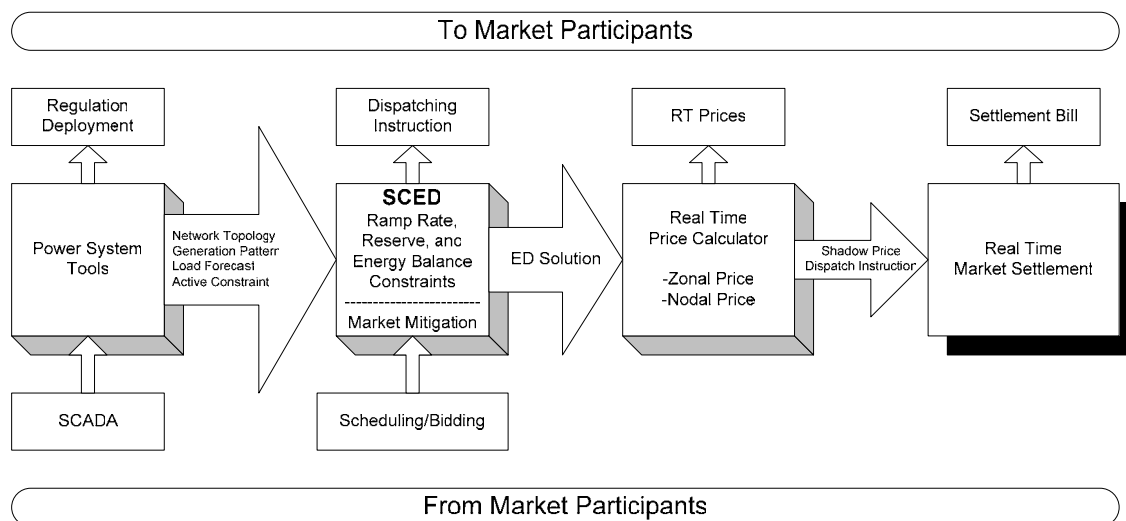 To Market Participants
Regulation
Deployment
Dispatching
Instruction
RT Prices
Settlement Bill
Power System
Tools
Network Topology
Generation Pattern
Load Forecast
Active Constraint
SCED
Ramp Rate,
Reserve, and
Energy Balance
Constraints
Market Mitigation
ED Solution
Real Time
Price Calculator
-Zonal Price
-Nodal Price
Shadow Price
Dispatch Instruction
Real Time
Market Settlement
SCADA
Scheduling/Bidding
From Market Participants